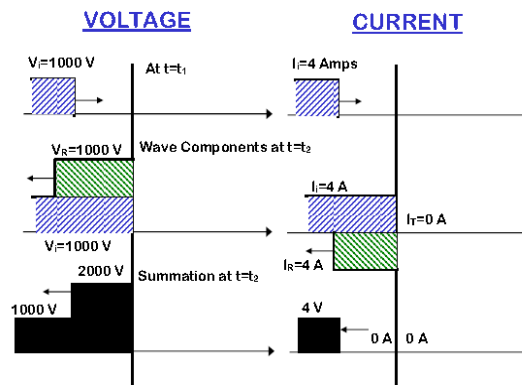 VOLTAGE
CURRENT
Vi=1000 V
At t=t1
Ii=4 Amps
VR=1000 V
Wave Components at t=t2
Ii=4 A
IT=0 A
Vi=1000 V
IR=4 A
2000 V
Summation at t=t2
1000 V
4 V
0 A
0 A